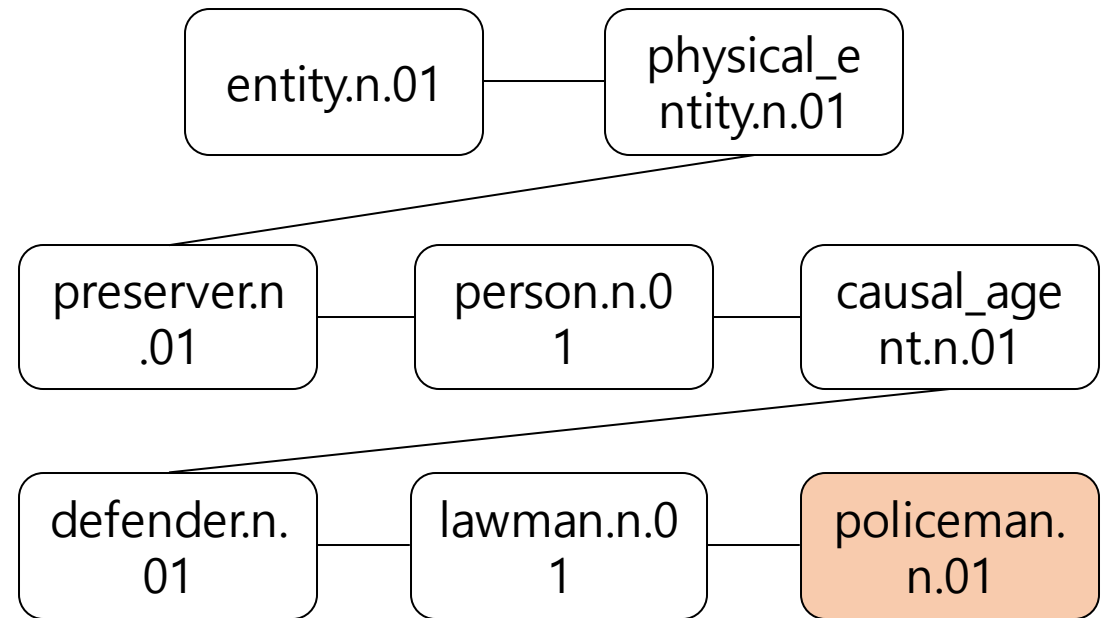 entity.n.01
physical_e
ntity.n.01
preserver.n
.01
person.n.0
1
causal_age
nt.n.01
defender.n.
01
lawman.n.0
1
policeman.
n.01